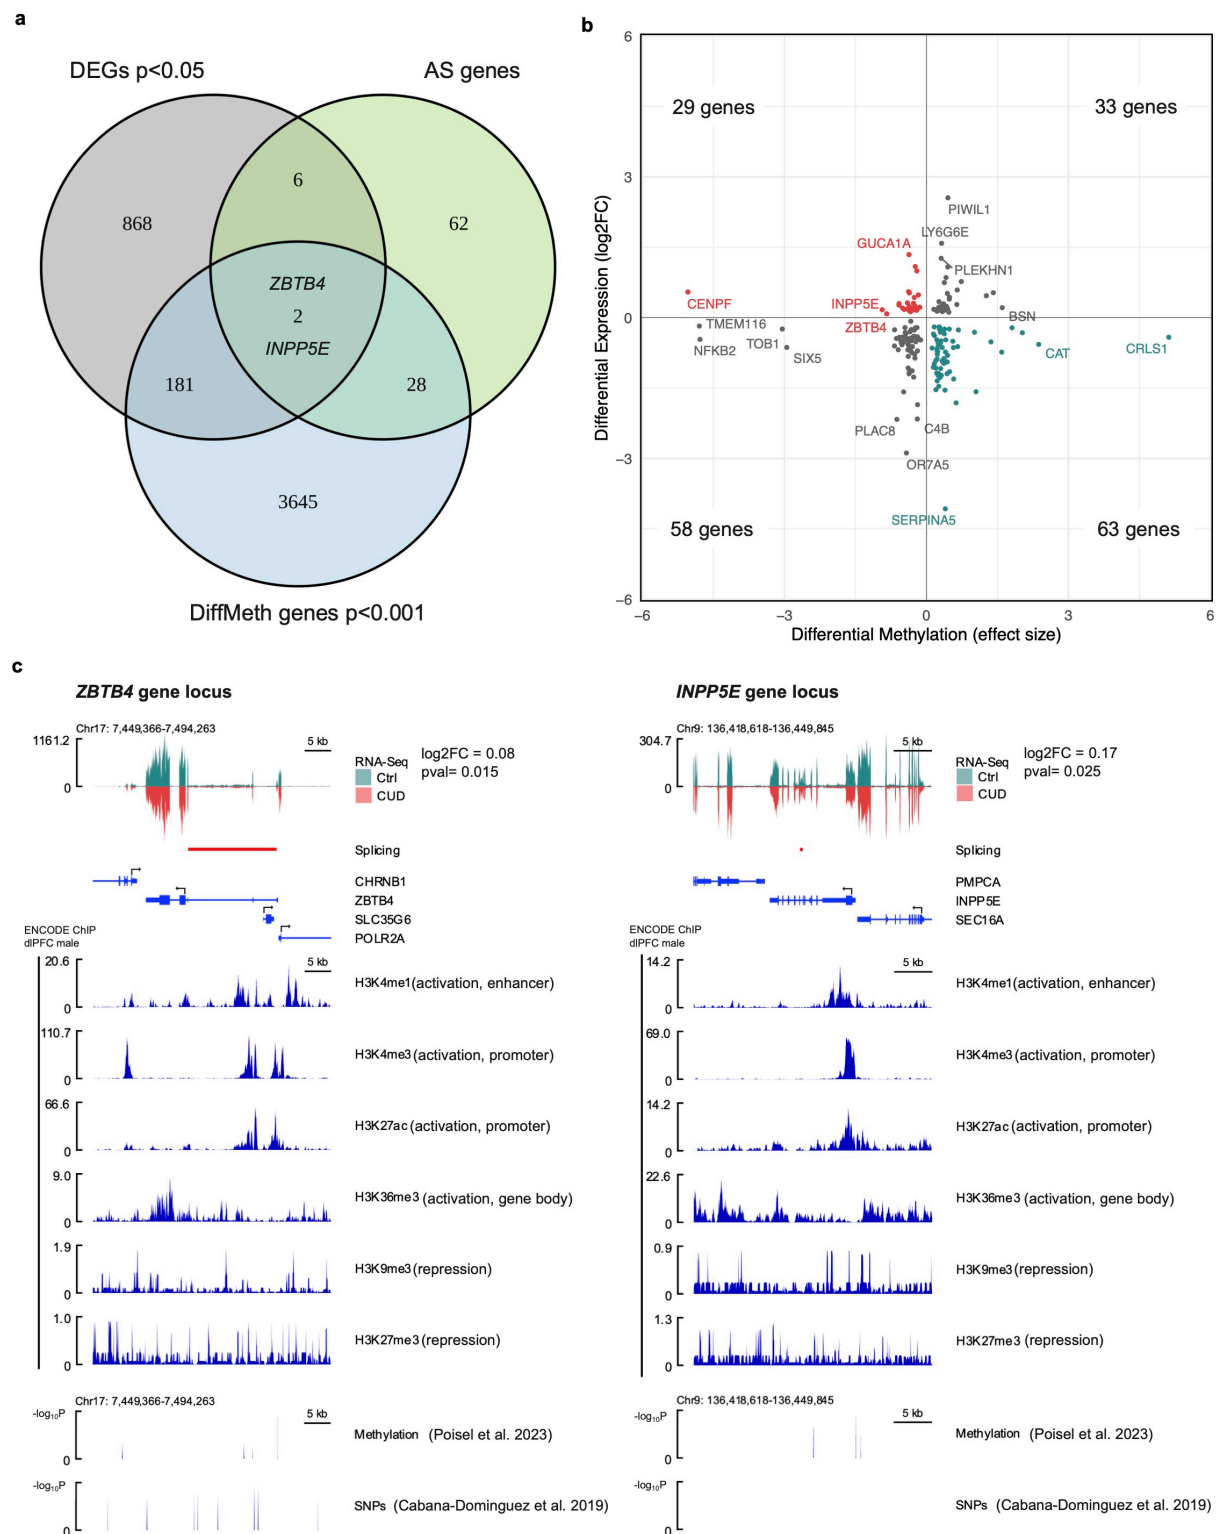 a
DEGs p<0.05
AS genes
6
868
62
ZBTB4
2
INPP5E
181
28
3645
DiffMeth genes p<0.001
b
6
3
0
−3
−6
Differential Expression (log2FC)
29 genes
33 genes
PIWIL1
LY6G6E
GUCA1A
PLEKHN1
CENPF
INPP5E
BSN
TMEM116
ZBTB4
NFKB2
TOB1
SIX5
CAT
CRLS1
PLAC8
C4B
OR7A5
SERPINA5
58 genes
63 genes
−6
−3
0
3
6
Differential Methylation (effect size)
c
ZBTB4 gene locus
Chr17: 7,449,366-7,494,263
1161.2
0
5 kb
RNA-Seq
Ctrl
CUD
log2FC = 0.08
pval= 0.015
Splicing
CHRNB1
ZBTB4
SLC35G6
POLR2A
ENCODE ChIP
dlPFC male
20.6
0
5 kb
H3K4me1(activation, enhancer)
110.7
0
H3K4me3 (activation, promoter)
66.6
0
H3K27ac (activation, promoter)
9.0
0
H3K36me3 (activation, gene body)
1.9
0
H3K9me3 (repression)
1.0
0
H3K27me3 (repression)
Chr17: 7,449,366-7,494,263
-log10P
0
5 kb
Methylation (Poisel et al. 2023)
-log10P
0
SNPs (Cabana-Dominguez et al. 2019)
INPP5E gene locus
Chr9: 136,418,618-136,449,845
304.7
0
5 kb
RNA-Seq
Ctrl
CUD
log2FC = 0.17
pval= 0.025
Splicing
PMPCA
INPP5E
SEC16A
ENCODE ChIP
dlPFC male
14.2
0
5 kb
H3K4me1(activation, enhancer)
69.0
0
H3K4me3 (activation, promoter)
14.2
0
H3K27ac (activation, promoter)
22.6
0
H3K36me3 (activation, gene body)
0.9
0
H3K9me3 (repression)
1.3
0
H3K27me3 (repression)
Chr9: 136,418,618-136,449,845
-log10P
0
5 kb
Methylation (Poisel et al. 2023)
-log10P
0
SNPs (Cabana-Dominguez et al. 2019)